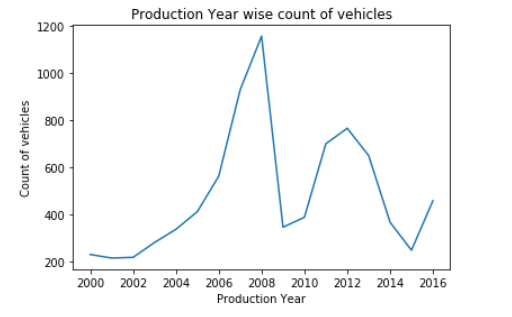 Production Year wise count of vehicles
1200
1000
800
600
400
200
Count of vehicles
2000 2002 2004 2006 2008 2010 2012 2014 2016
Production Year